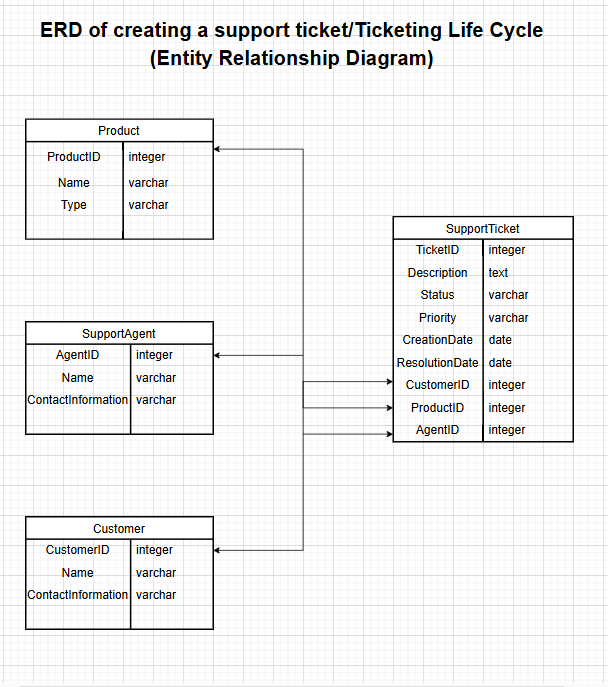 ERD of creating a support ticket/Ticketing Life Cycle
(Entity Relationship Diagram)
Product
ProductID integer
Name varchar
Type varchar
SupportTicket
TicketID integer
Description text
Status varchar
Priority varchar
CreationDate date
ResolutionDate date
CustomerID integer
ProductID integer
AgentID integer
SupportAgent
AgentID integer
Name varchar
ContactInformation varchar
Customer
CustomerID integer
Name varchar
ContactInformation varchar